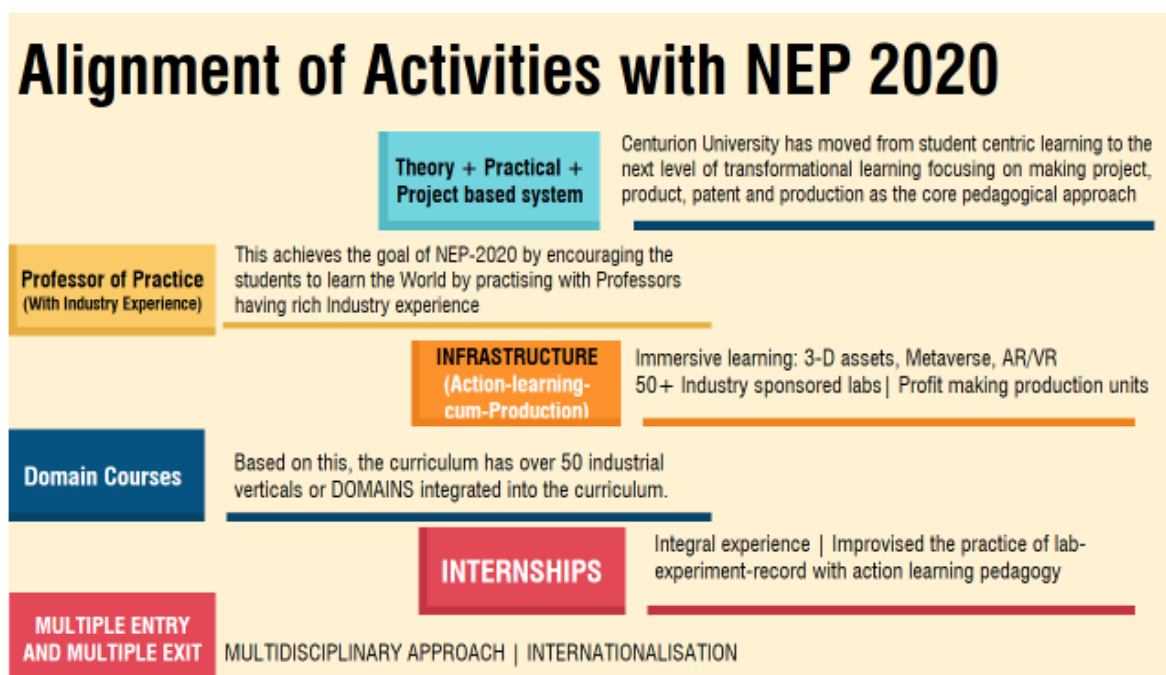 Alignment of Activities with NEP 2020
Theory + Practical +
Project based system
Centurion University has moved from student centric learning to the
next level of transformational learning focusing on making project,
product, patent and production as the core pedagogical approach
Professor of Practice
(With Industry Experience)
This achieves the goal of NEP-2020 by encouraging the
students to learn the World by practising with Professors
having rich Industry experience
INFRASTRUCTURE
(Action-learning-
cum-Production)
Immersive learning: 3-D assets, Metaverse, AR/VR
50+ Industry sponsored labs| Profit making production units
Domain Courses
Based on this, the curriculum has over 50 industrial
verticals or DOMAINS integrated into the curriculum.
INTERNSHIPS
Integral experience | Improvised the practice of lab-
experiment-record with action learning pedagogy
MULTIPLE ENTRY
AND MULTIPLE EXIT
MULTIDISCIPLINARY APPROACH | INTERNATIONALISATION